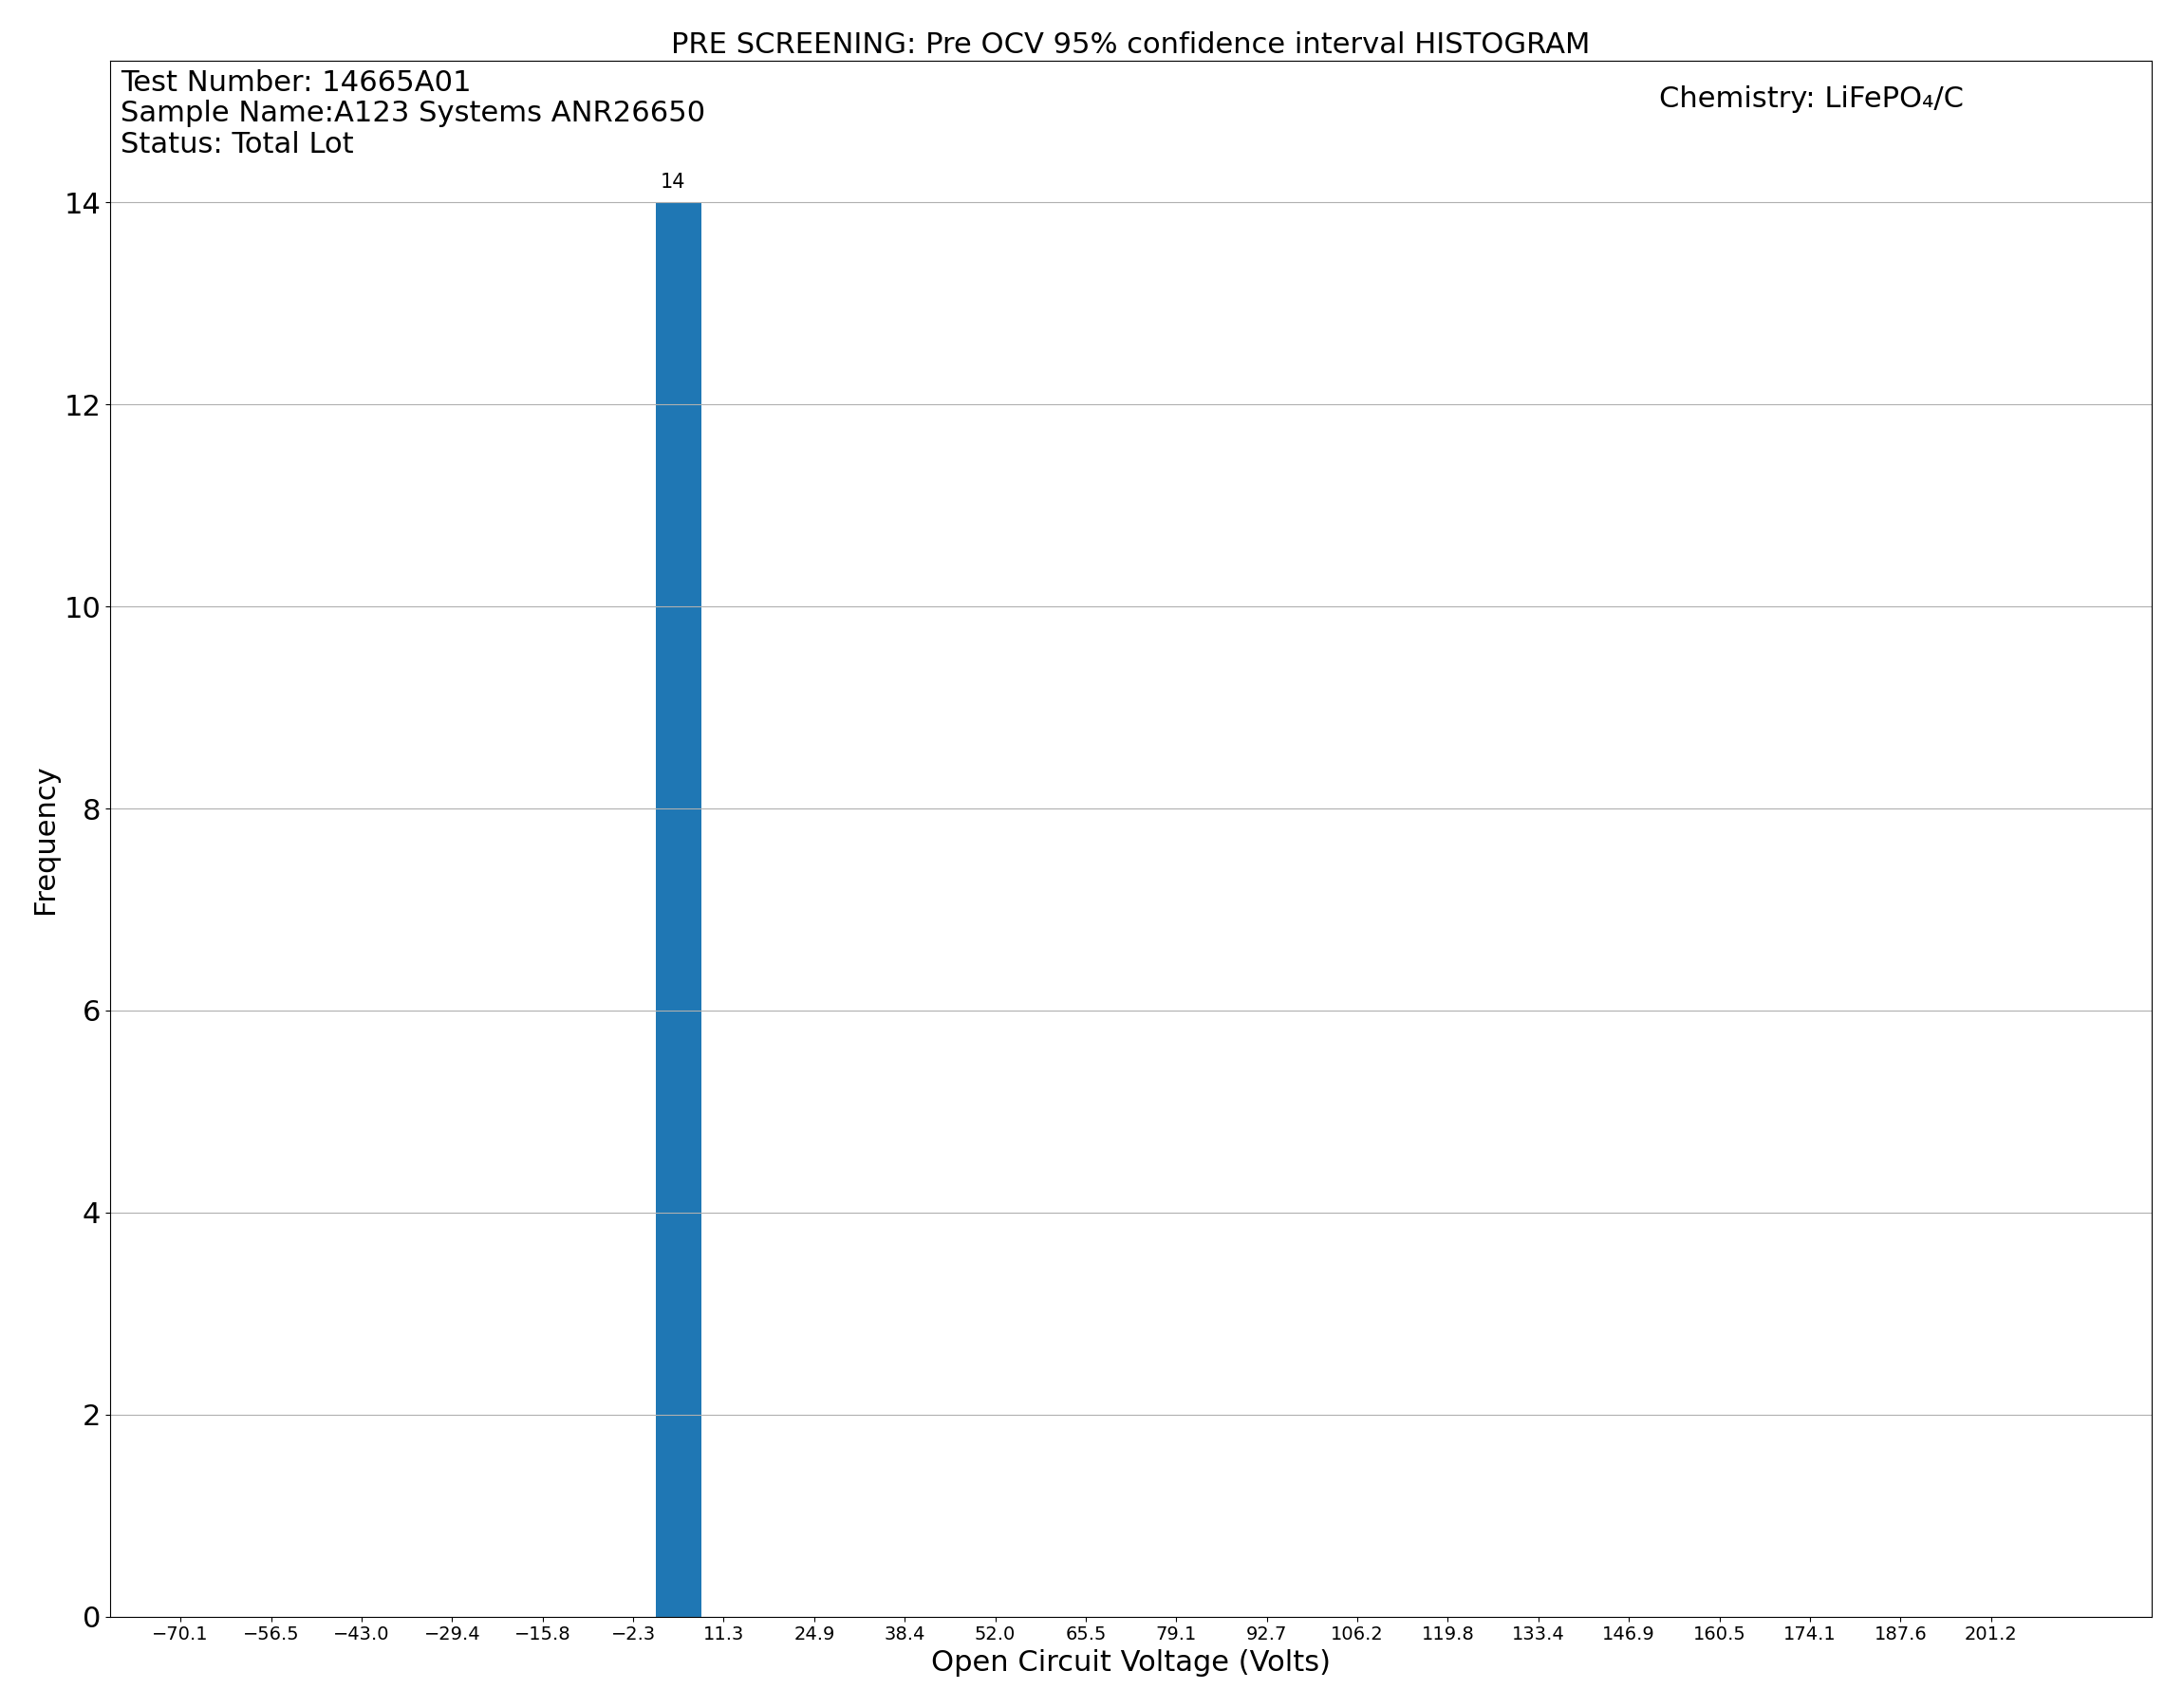 PRE SCREENING: Pre OCV 95% confidence interval HISTOGRAM
Test Number: 14665A01
Sample Name:A123 Systems ANR26650
Status: Total Lot
Chemistry: LiFePO₄/C
14
14
12
10
8
6
4
2
0
Frequency
−70.1 −56.5 −43.0 −29.4 −15.8 −2.3 11.3 24.9 38.4 52.0 65.5 79.1 92.7 106.2 119.8 133.4 146.9 160.5 174.1 187.6 201.2
Open Circuit Voltage (Volts)